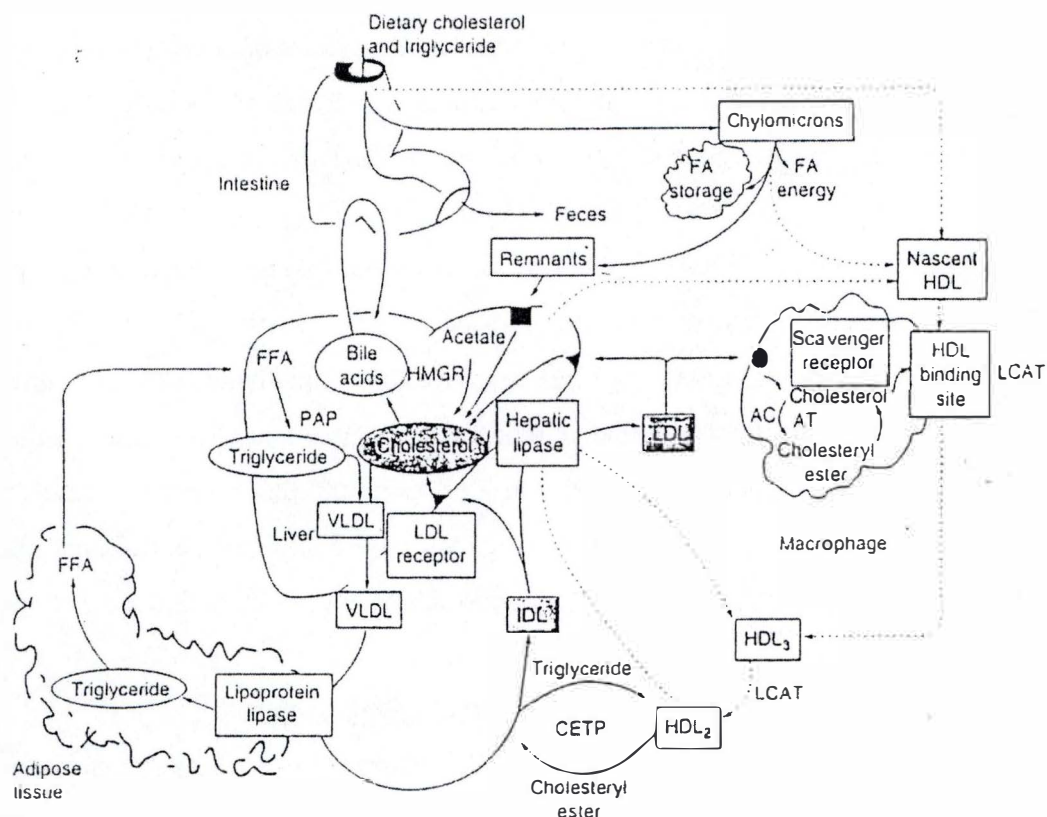 Dietary cholesterol
and triglyceride
Chylomicrons
FA
storage
FA
energy
Intestine
Feces
Remnants
Nascent
HDL
Acetate
FFA
Bile
acids
HMGR
Scavenger
receptor
HDL
binding
site
LCAT
PAP
Cholesterol
AC
AT
Cholesteryl
ester
Triglyceride
Cholesterol
Hepatic
lipase
LDL
Liver
VLDL
LDL
receptor
Macrophage
FFA
VLDL
IDL
HDL3
Triglyceride
Lipoprotein
lipase
Triglyceride
LCAT
CETP
HDL2
Cholesteryl
ester
Adipose
tissue